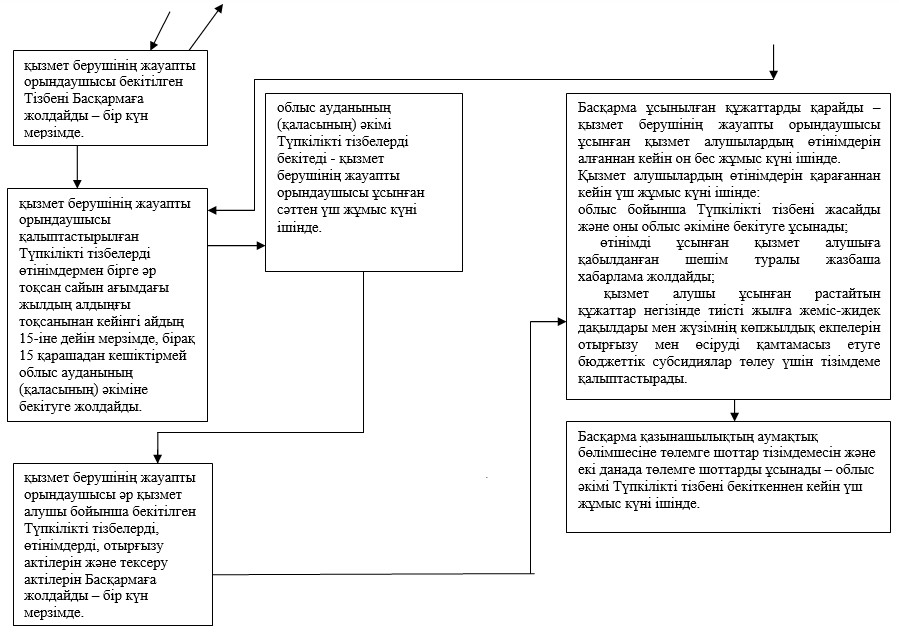 қызмет берушінің жауапты
орындаушысы бекітілген
Тізбені Басқармаға
жолдайды – бір күн
мерзімде.
қызмет берушінің жауапты
орындаушысы
қалыптастырылған
Түпкілікті тізбелерді
өтінімдермен бірге әр
тоқсан сайын ағымдағы
жылдың алдыңғы
тоқсанынан кейінгі айдың
15-іне дейін мерзімде, бірақ
15 қарашадан кешіктірмей
облыс ауданының
(қаласының) әкіміне
бекітуге жолдайды.
облыс ауданының
(қаласының) әкімі
Түпкілікті тізбелерді
бекітеді - қызмет
берушінің жауапты
орындаушысы ұсынған
сәттен үш жұмыс күні
ішінде.
қызмет берушінің жауапты
орындаушысы әр қызмет
алушы бойынша бекітілген
Түпкілікті тізбелерді,
өтінімдерді, отырғызу
актілерін және тексеру
актілерін Басқармаға
жолдайды – бір күн
мерзімде.
Басқарма ұсынылған құжаттарды қарайды –
қызмет берушінің жауапты орындаушысы
ұсынған қызмет алушылардың өтінімдерін
алғаннан кейін он бес жұмыс күні ішінде.
Қызмет алушылардың өтінімдерін қарағаннан
кейін үш жұмыс күні ішінде:
облыс бойынша Түпкілікті тізбені жасайды
және оны облыс әкіміне бекітуге ұсынады;
өтінімді ұсынған қызмет алушыға
қабылданған шешім туралы жазбаша
хабарлама жолдайды;
қызмет алушы ұсынған растайтын
құжаттар негізінде тиісті жылға жеміс-жидек
дақылдары мен жүзімнің көпжылдық екпелерін
отырғызу мен өсіруді қамтамасыз етуге
бюджеттік субсидиялар төлеу үшін тізімдеме
қалыптастырады.
Басқарма қазынашылықтың аумақтық
бөлімшесіне төлемге шоттар тізімдемесін және
екі данада төлемге шоттарды ұсынады – облыс
әкімі Түпкілікті тізбені бекіткеннен кейін үш
жұмыс күні ішінде.